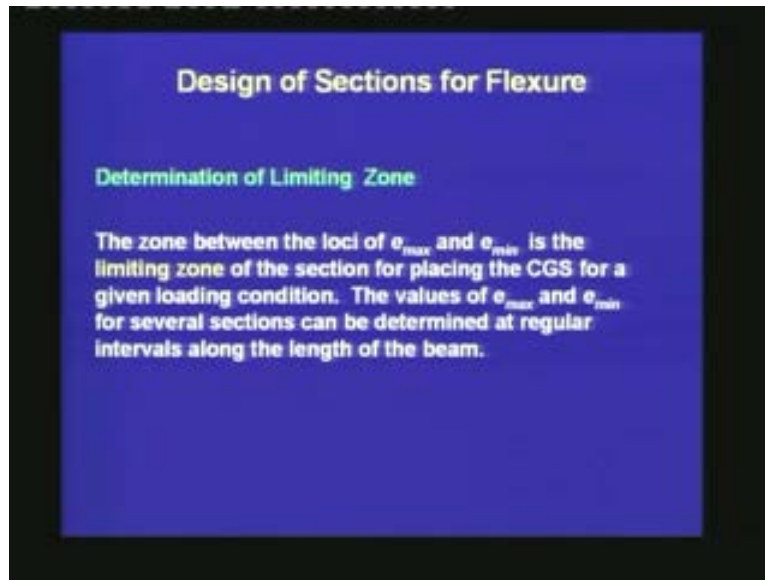 Design of Sections for Flexure
Determination of Limiting Zone
The zone between the loci of emax and emin is the
limiting zone of the section for placing the CGS for a
given loading condition. The values of emax and emin
for several sections can be determined at regular
intervals along the length of the beam.